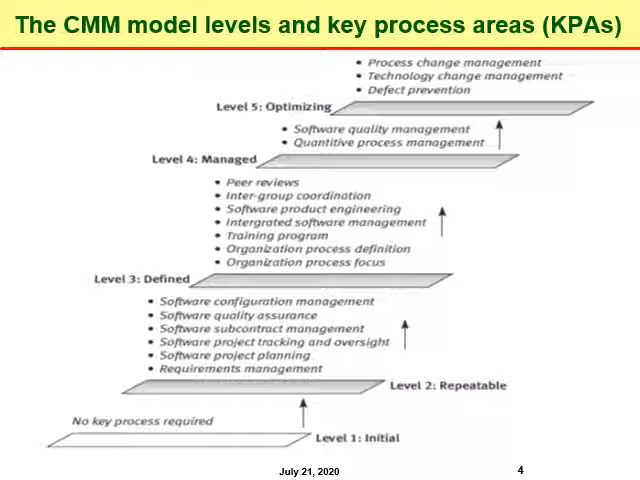 The CMM model levels and key process areas (KPAs)
• Process change management
• Technology change management
• Defect prevention
Level 5: Optimizing
• Software quality management
• Quantitive process management
Level 4: Managed
• Peer reviews
• Inter-group coordination
• Software product engineering
• Intergrated software management
• Training program
• Organization process definition
• Organization process focus
Level 3: Defined
• Software configuration management
• Software quality assurance
• Software subcontract management
• Software project tracking and oversight
• Software project planning
• Requirements management
Level 2: Repeatable
No key process required
Level 1: Initial
July 21, 2020
4